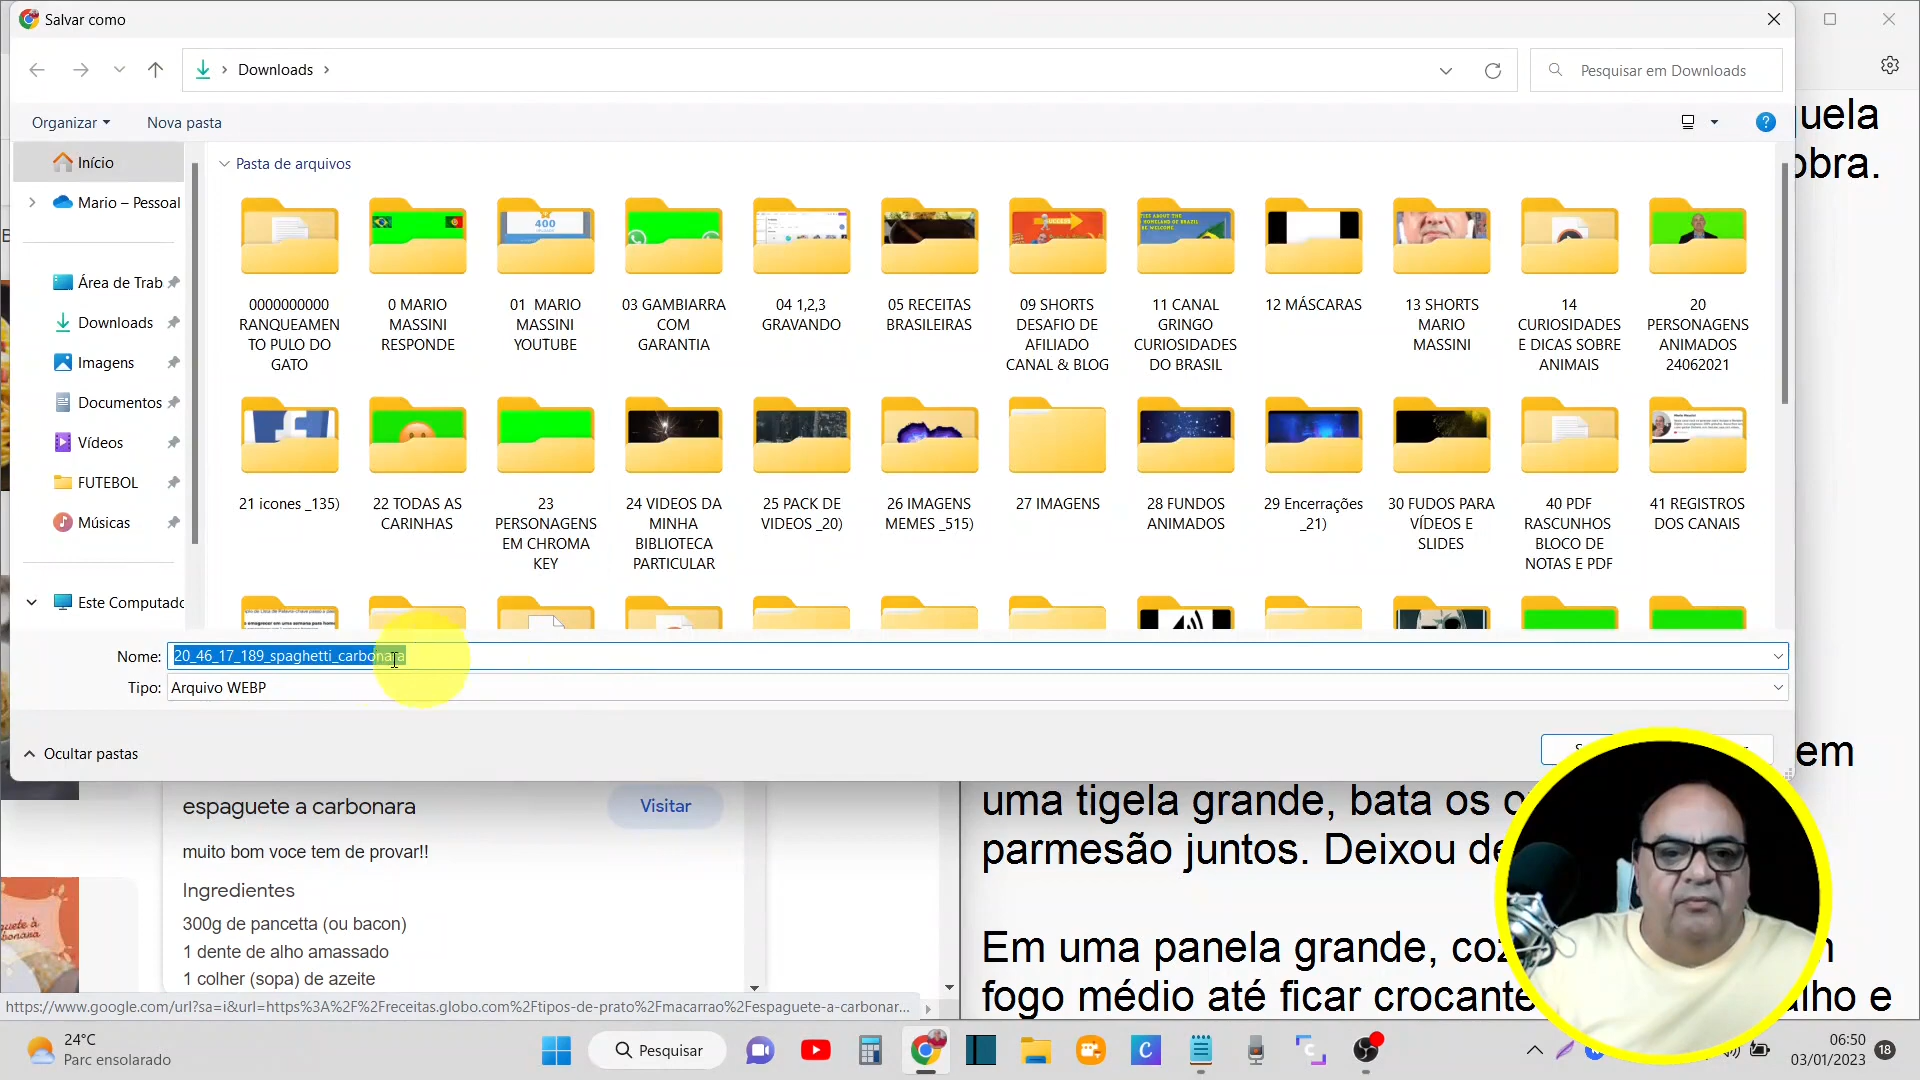 Salvar como
Downloads
Pesquisar em Downloads
Organizar
Nova pasta
Início
Mario – Pessoal
Área de Trab
Downloads
Imagens
Documentos
Vídeos
FUTEBOL
Músicas
Este Computado
Pasta de arquivos
400
0000000000
RANQUEAMEN
TO PULO DO
GATO
0 MARIO
MASSINI
RESPONDE
01 MARIO
MASSINI
YOUTUBE
03 GAMBIARRA
COM
GARANTIA
04 1,2,3
GRAVANDO
05 RECEITAS
BRASILEIRAS
09 SHORTS
DESAFIO DE
AFILIADO
CANAL & BLOG
11 CANAL
GRINGO
CURIOSIDADES
DO BRASIL
12 MÁSCARAS
13 SHORTS
MARIO
MASSINI
14
CURIOSIDADES
E DICAS SOBRE
ANIMAIS
20
PERSONAGENS
ANIMADOS
24062021
21 icones _135)
22 TODAS AS
CARINHAS
23
PERSONAGENS
EM CHROMA
KEY
24 VIDEOS DA
MINHA
BIBLIOTECA
PARTICULAR
25 PACK DE
VIDEOS _20)
26 IMAGENS
MEMES _515)
27 IMAGENS
28 FUNDOS
ANIMADOS
29 Encerrações
_21)
30 FUDOS PARA
VÍDEOS E
SLIDES
40 PDF
RASCUNHOS
BLOCO DE
NOTAS E PDF
41 REGISTROS
DOS CANAIS
Nome: 20_46_17_189_spaghetti_carbonara
Tipo: Arquivo WEBP
Ocultar pastas
uela
obra.
em
uma tigela grande, bata os o
parmesão juntos. Deixou de
Em uma panela grande, coz
fogo médio até ficar crocante
lho e
espaguete a carbonara
Visitar
muito bom voce tem de provar!!
Ingredientes
300g de pancetta (ou bacon)
1 dente de alho amassado
1 colher (sopa) de azeite
https://www.google.com/url?sa=i&url=https%3A%2F%2Freceitas.globo.com%2Ftipos-de-prato%2Fmacarrao%2Fespaguete-a-carbonar...
24°C
Parc ensolarado
Pesquisar
06:50
03/01/2023
18